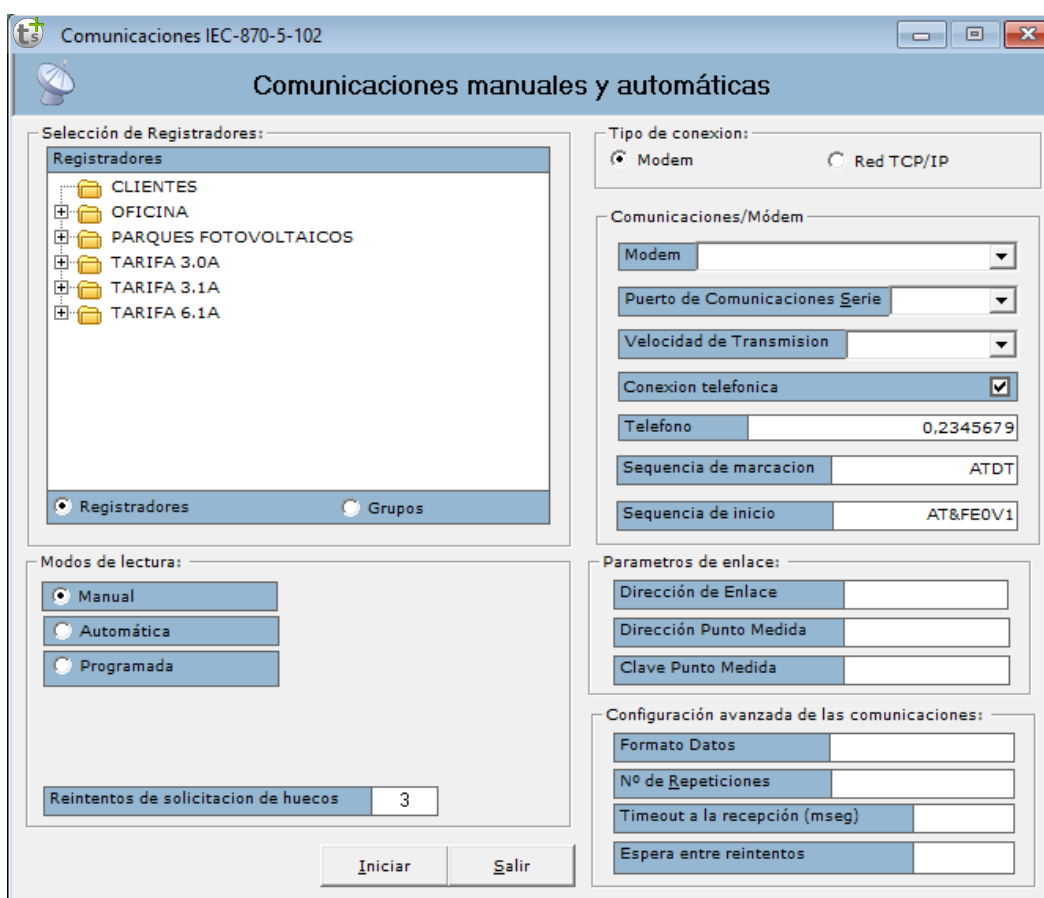 ts
Comunicaciones IEC-870-5-102
Comunicaciones manuales y automáticas
Selección de Registradores:
Registradores
CLIENTES
OFICINA
PARQUES FOTOVOLTAICOS
TARIFA 3.0A
TARIFA 3.1A
TARIFA 6.1A
Registradores
Grupos
Modos de lectura:
Manual
Automática
Programada
Reintentos de solicitacion de huecos 3
Iniciar
Salir
Tipo de conexion:
Modem
Red TCP/IP
Comunicaciones/Módem
Modem
Puerto de Comunicaciones Serie
Velocidad de Transmision
Conexion telefonica
Telefono 0,2345679
Sequencia de marcacion ATDT
Sequencia de inicio AT&FE0V1
Parametros de enlace:
Dirección de Enlace
Dirección Punto Medida
Clave Punto Medida
Configuración avanzada de las comunicaciones:
Formato Datos
Nº de Repeticiones
Timeout a la recepción (mseg)
Espera entre reintentos